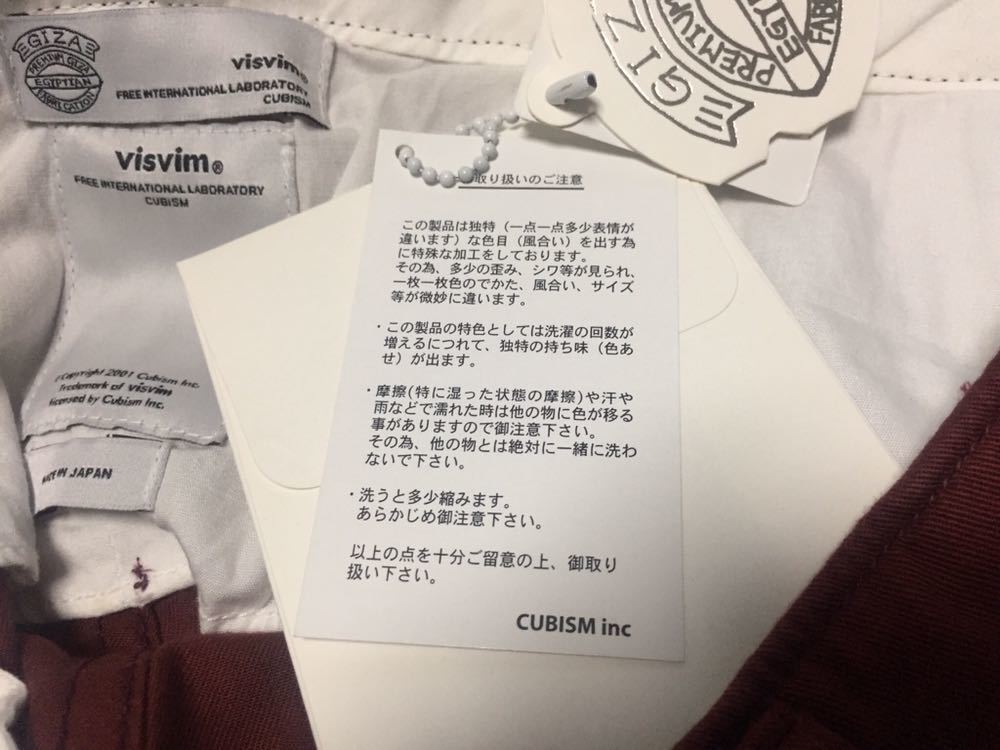 EGIZAE
PREMIUM GIZA
EGYPTIAN
FABRICATION
visvim®
FREE INTERNATIONAL LABORATORY
CUBISM
visvim®
FREE INTERNATIONAL LABORATORY
CUBISM
Copyright 2001 Cubism Inc.
Trademark of visvim
licensed by Cubism Inc.
MADE IN JAPAN
EGIZ
PREMIUM
EGYPTI
FAB
取り扱いのご注意
この製品は独特(一点一点多少表情が
違います)な色目(風合い)を出す為
に特殊な加工をしております。
その為、多少の歪み、シワ等が見られ、
一枚一枚色のでかた、風合い、サイズ
等が微妙に違います。
・この製品の特色としては洗濯の回数が
増えるにつれて、独特の持ち味(色あ
せ)が出ます。
・摩擦(特に湿った状態の摩擦)や汗や
雨などで濡れた時は他の物に色が移る
事がありますので御注意下さい。
その為、他の物とは絶対に一緒に洗わ
ないで下さい。
・洗うと多少縮みます。
あらかじめ御注意下さい。
以上の点を十分ご留意の上、御取り
扱い下さい。
CUBISM inc